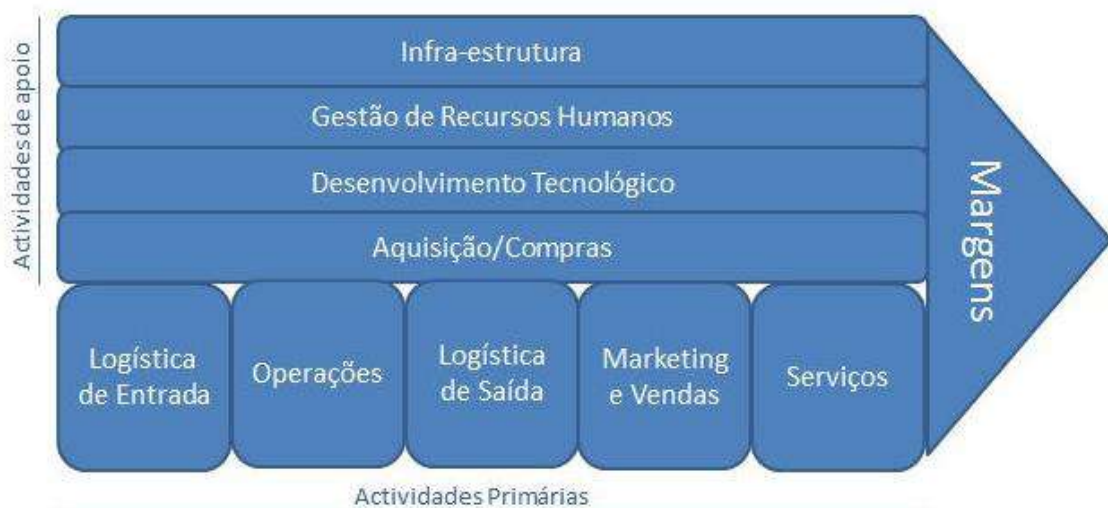 Actividades de apoio
Infra-estrutura
Gestão de Recursos Humanos
Desenvolvimento Tecnológico
Aquisição/Compras
Logística
de Entrada
Operações
Logística
de Saída
Marketing
e Vendas
Serviços
Margens
Actividades Primárias